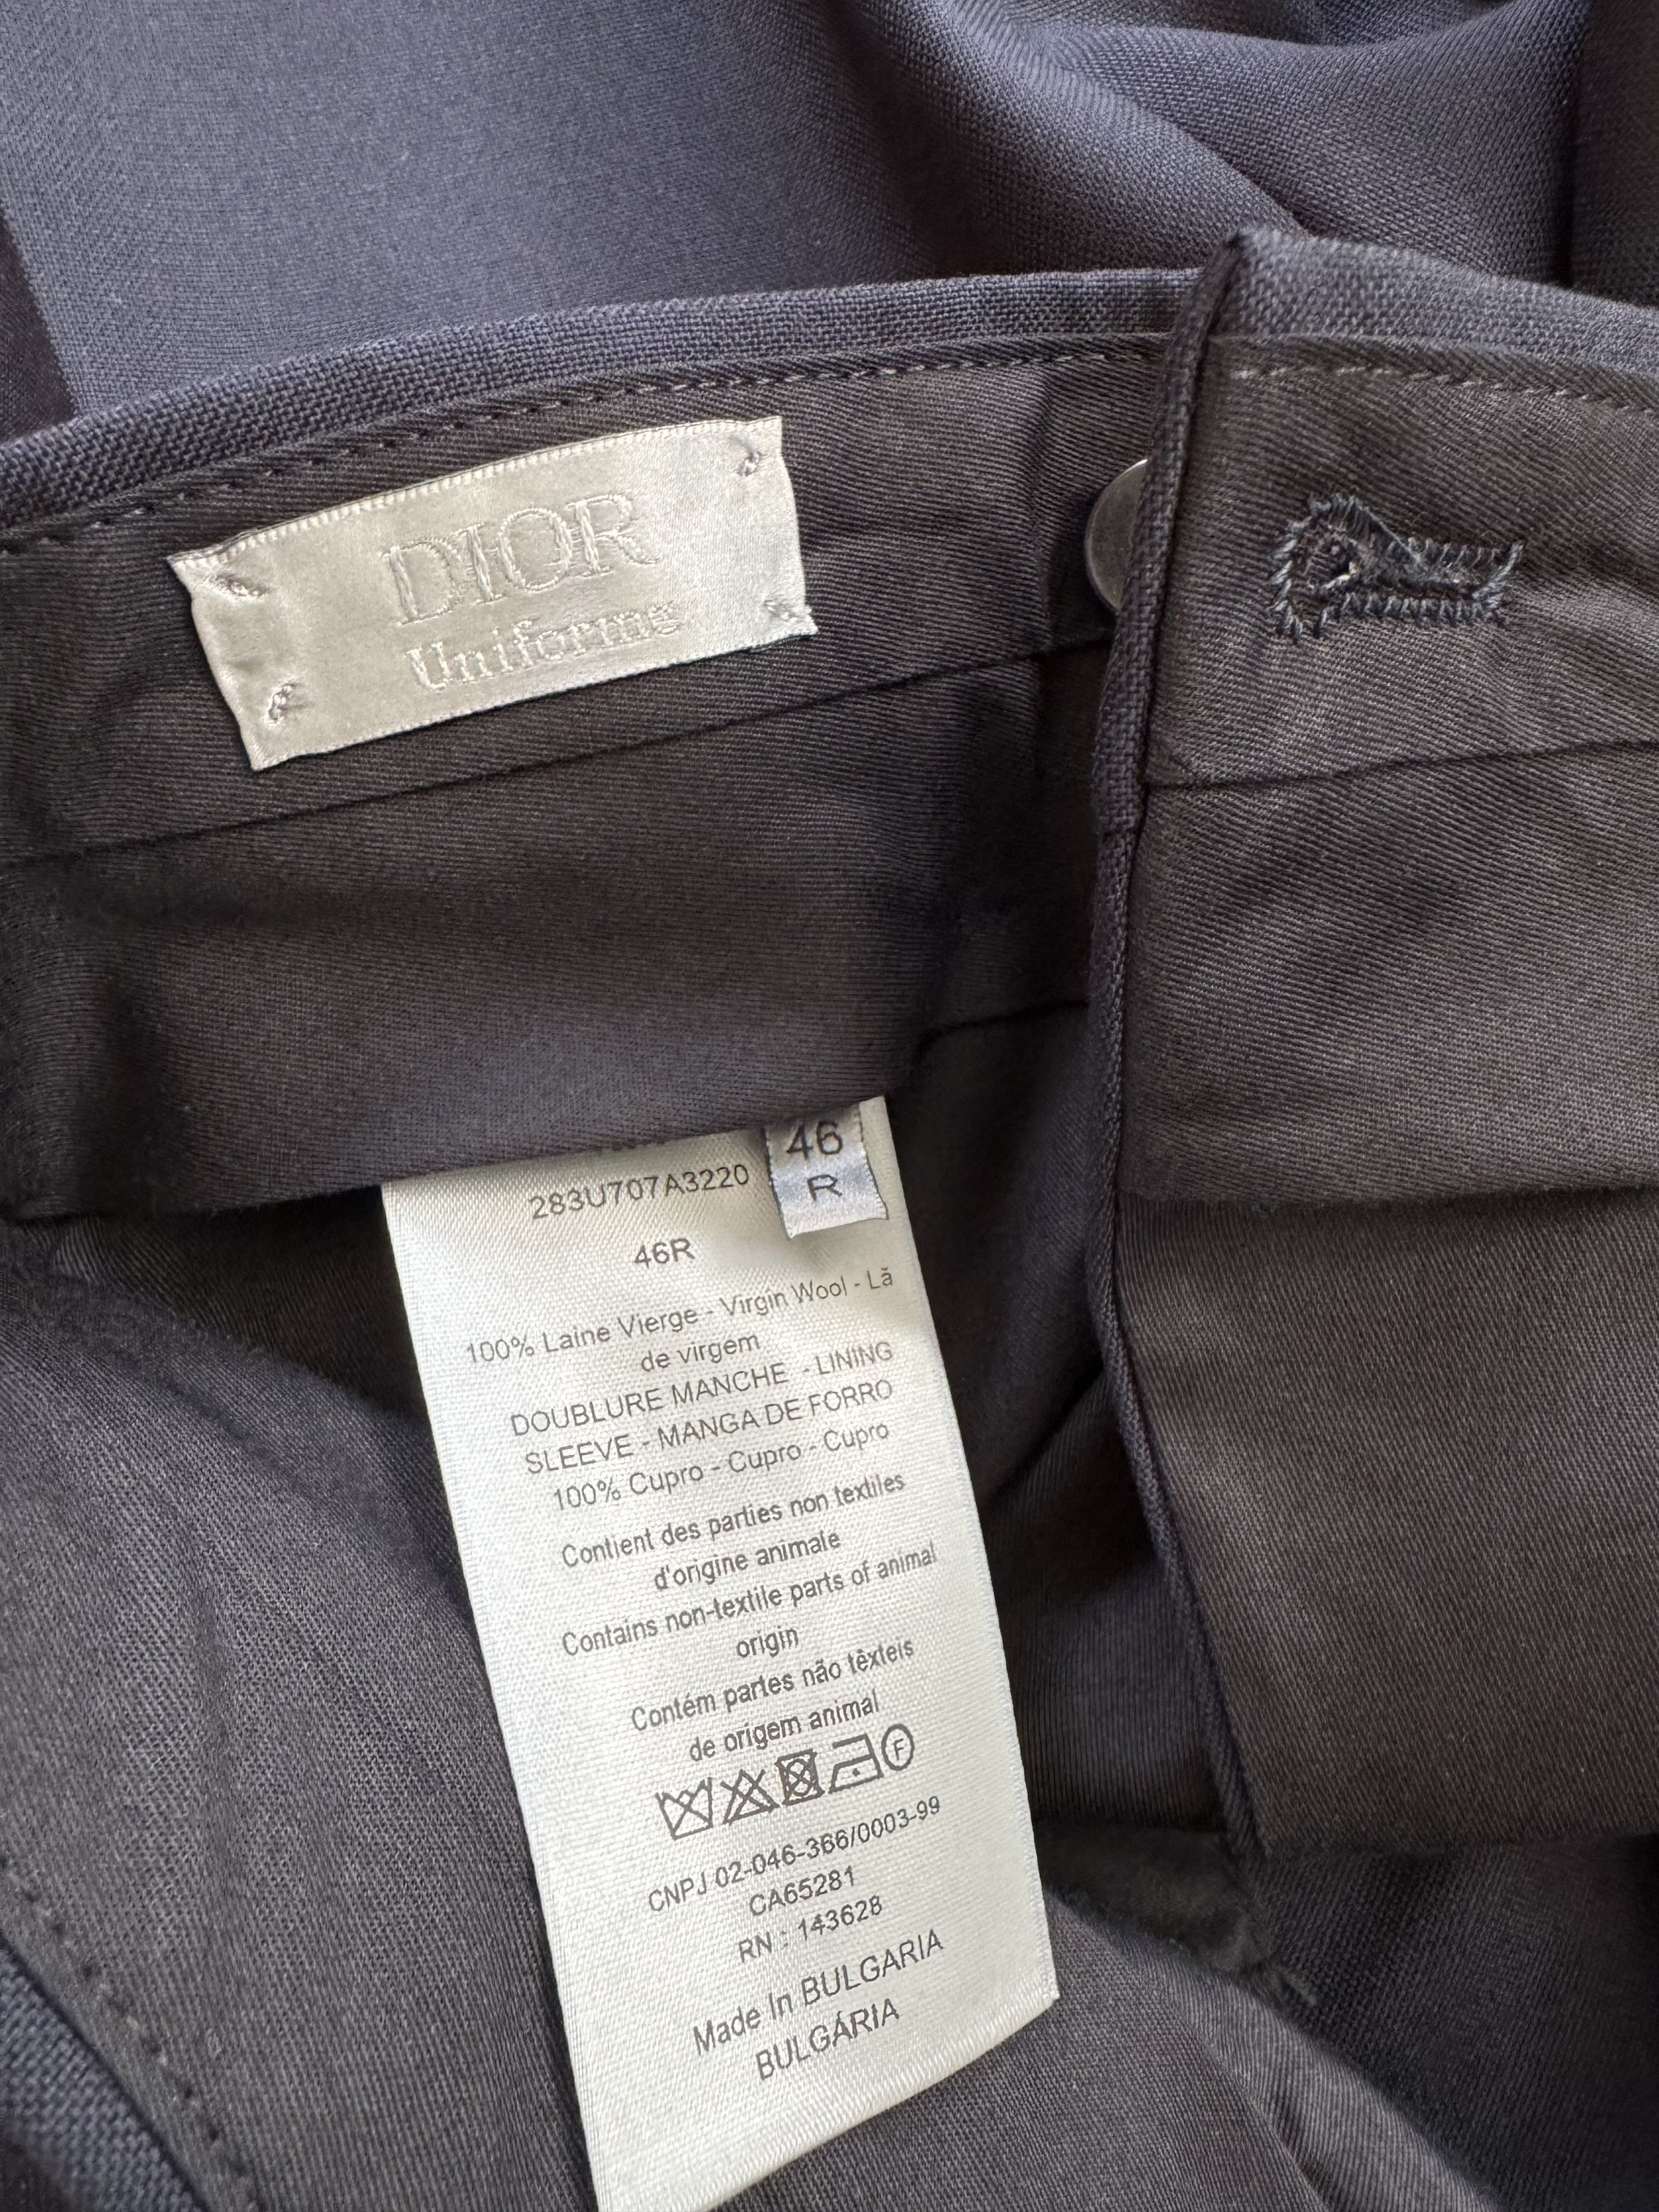 DIOR
Uniforme
46
R
283U707A3220
46R
100% Laine Vierge - Virgin Wool - Lã
de virgem
DOUBLURE MANCHE - LINING
SLEEVE - MANGA DE FORRO
100% Cupro - Cupro - Cupro
Contient des parties non textiles
d'origine animale
Contains non-textile parts of animal
origin
Contém partes não têxteis
de origem animal
F
CNPJ 02-046-366/0003-99
CA65281
RN : 143628
Made In BULGARIA
BULGÁRIA